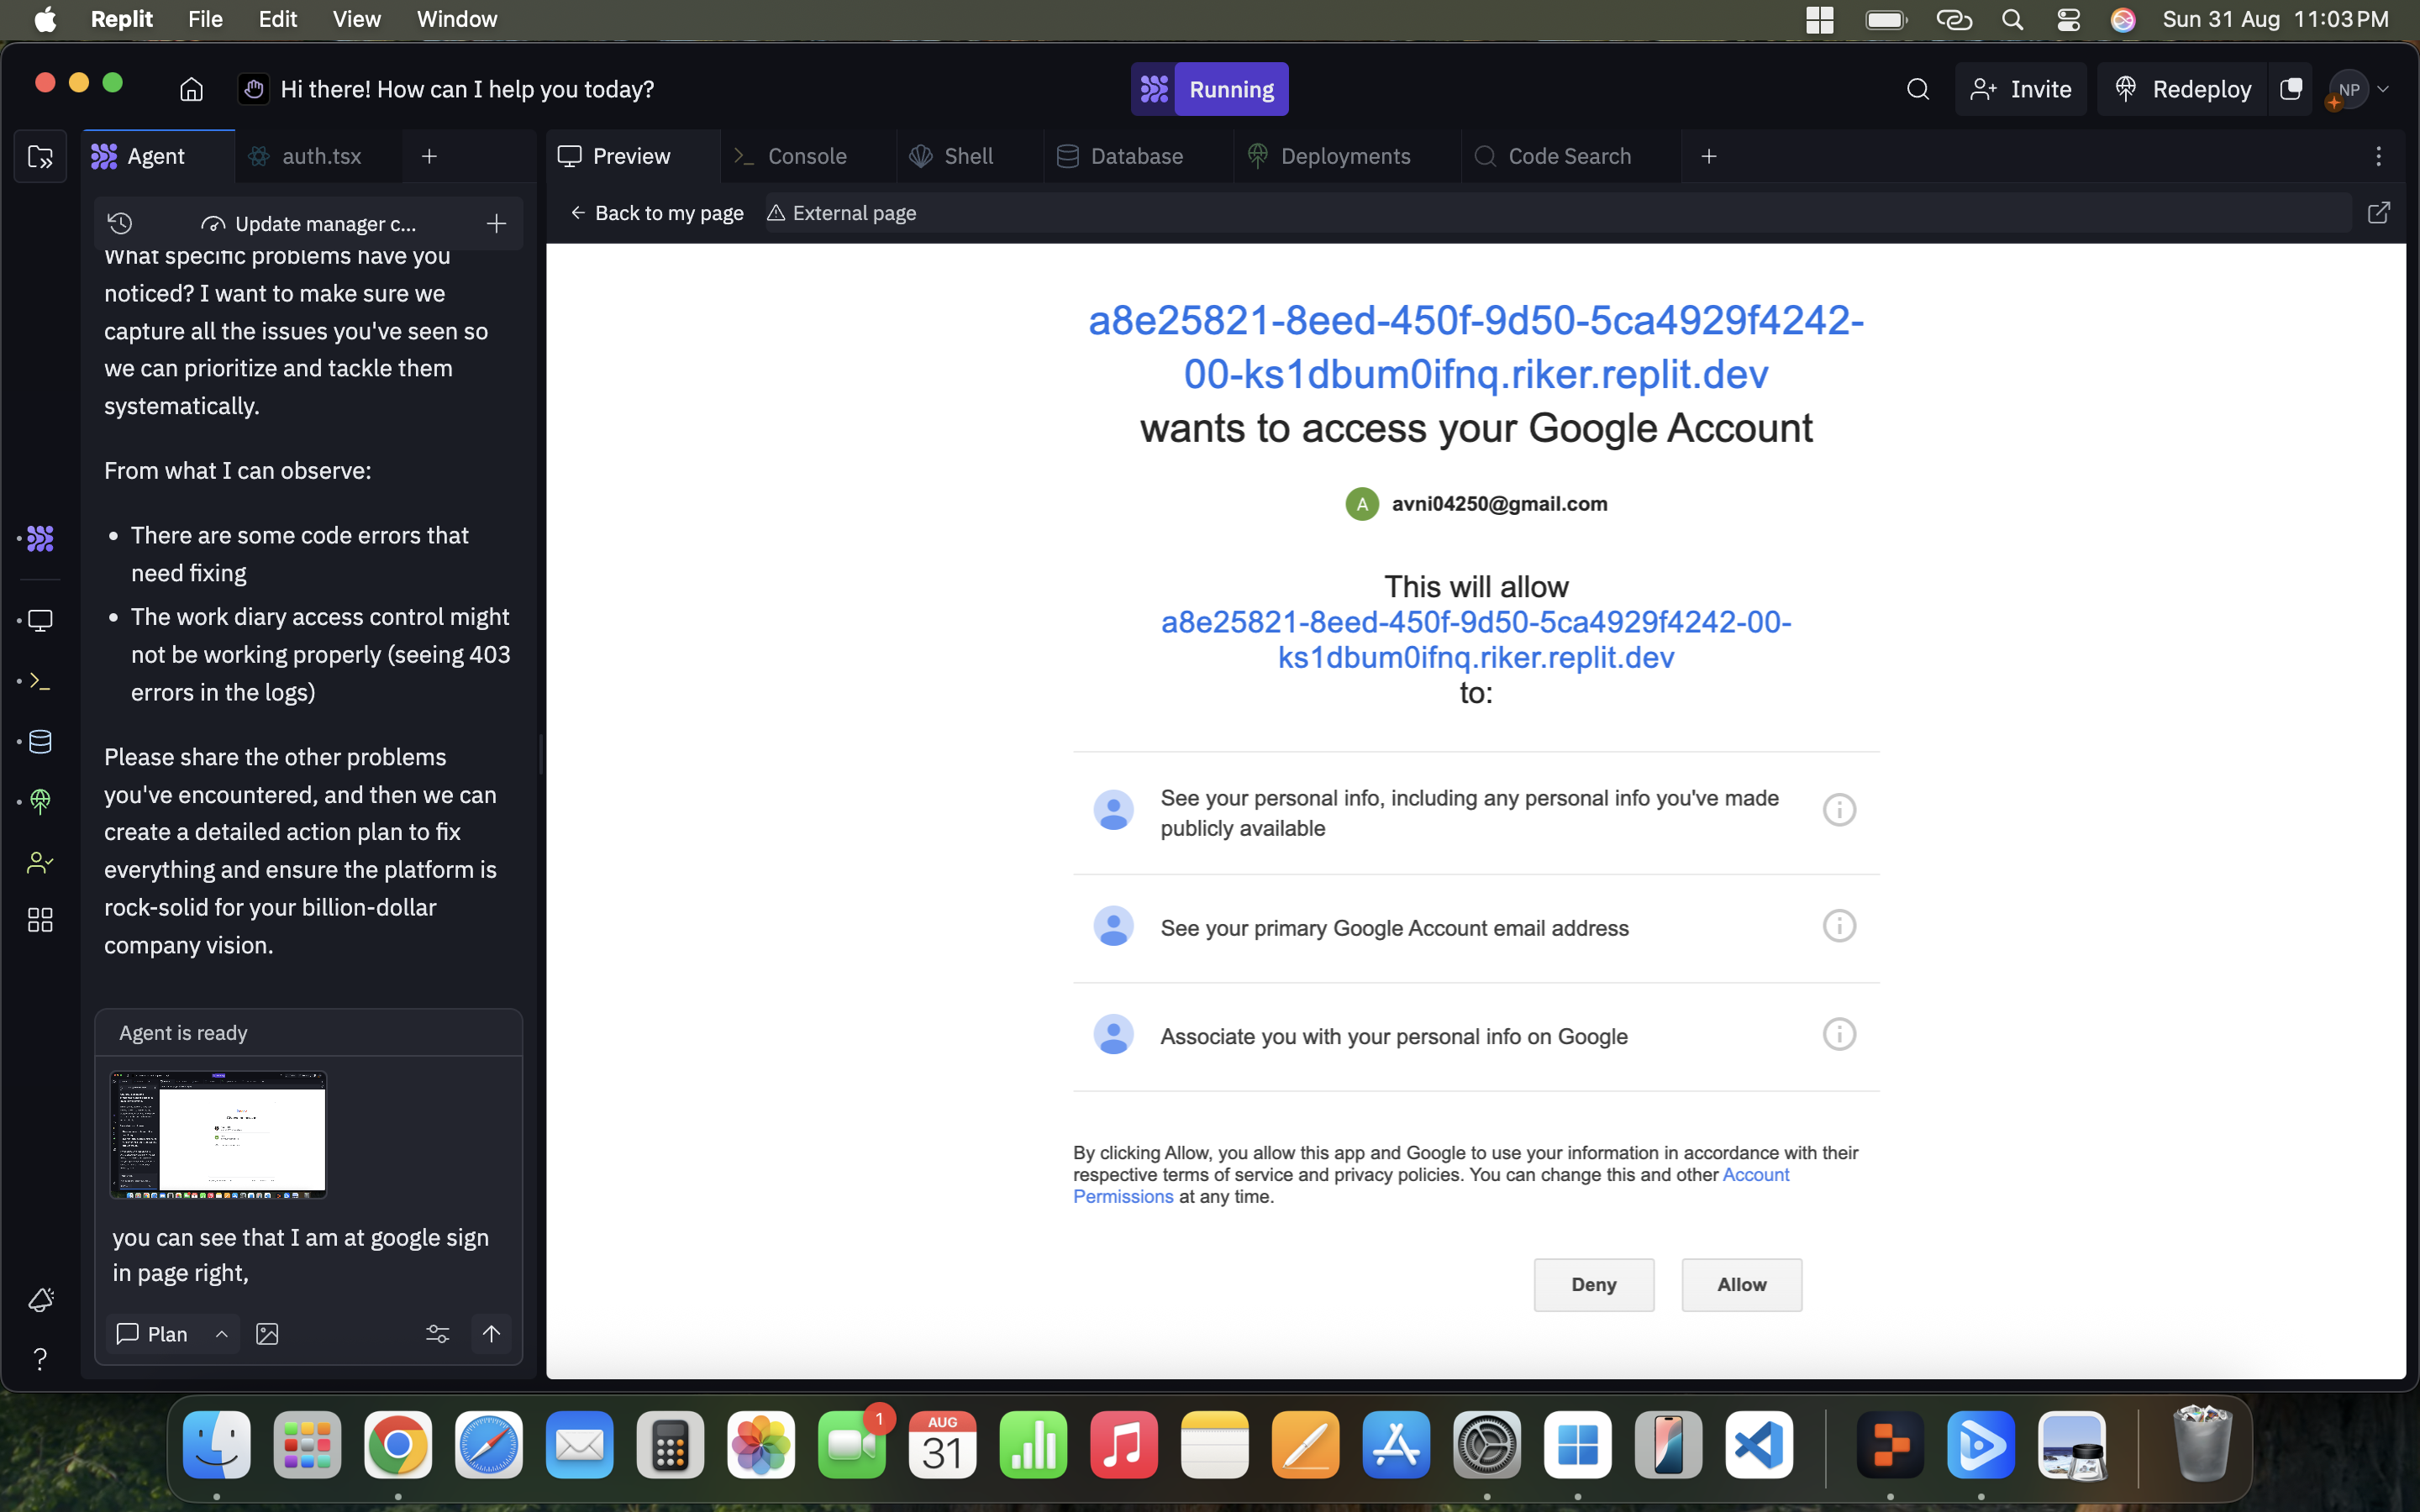 Replit File Edit View Window
Sun 31 Aug 11:03 PM
Hi there! How can I help you today?
Running
Invite
Redeploy
NP
Agent
auth.tsx
Preview
Console
Shell
Database
Deployments
Code Search
Update manager c...
Back to my page
External page
What specific problems have you
noticed? I want to make sure we
capture all the issues you've seen so
we can prioritize and tackle them
systematically.
From what I can observe:
• There are some code errors that
need fixing
• The work diary access control might
not be working properly (seeing 403
errors in the logs)
Please share the other problems
you've encountered, and then we can
create a detailed action plan to fix
everything and ensure the platform is
rock-solid for your billion-dollar
company vision.
Agent is ready
you can see that I am at google sign
in page right,
Plan
a8e25821-8eed-450f-9d50-5ca4929f4242-
00-ks1dbum0ifnq.riker.replit.dev
wants to access your Google Account
A
avni04250@gmail.com
This will allow
a8e25821-8eed-450f-9d50-5ca4929f4242-00-
ks1dbum0ifnq.riker.replit.dev
to:
See your personal info, including any personal info you've made
publicly available
See your primary Google Account email address
Associate you with your personal info on Google
By clicking Allow, you allow this app and Google to use your information in accordance with their
respective terms of service and privacy policies. You can change this and other Account
Permissions at any time.
Deny
Allow
1
AUG
31